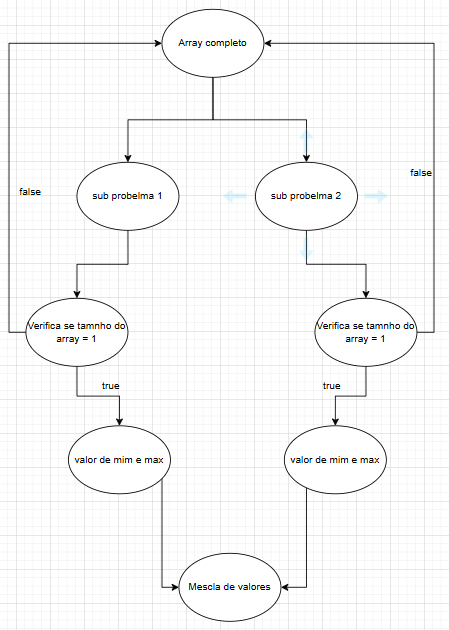 Array completo
false
sub probelma 1
sub probelma 2
false
Verifica se tamnho do
array = 1
Verifica se tamnho do
array = 1
true
true
valor de mim e max
valor de mim e max
Mescla de valores